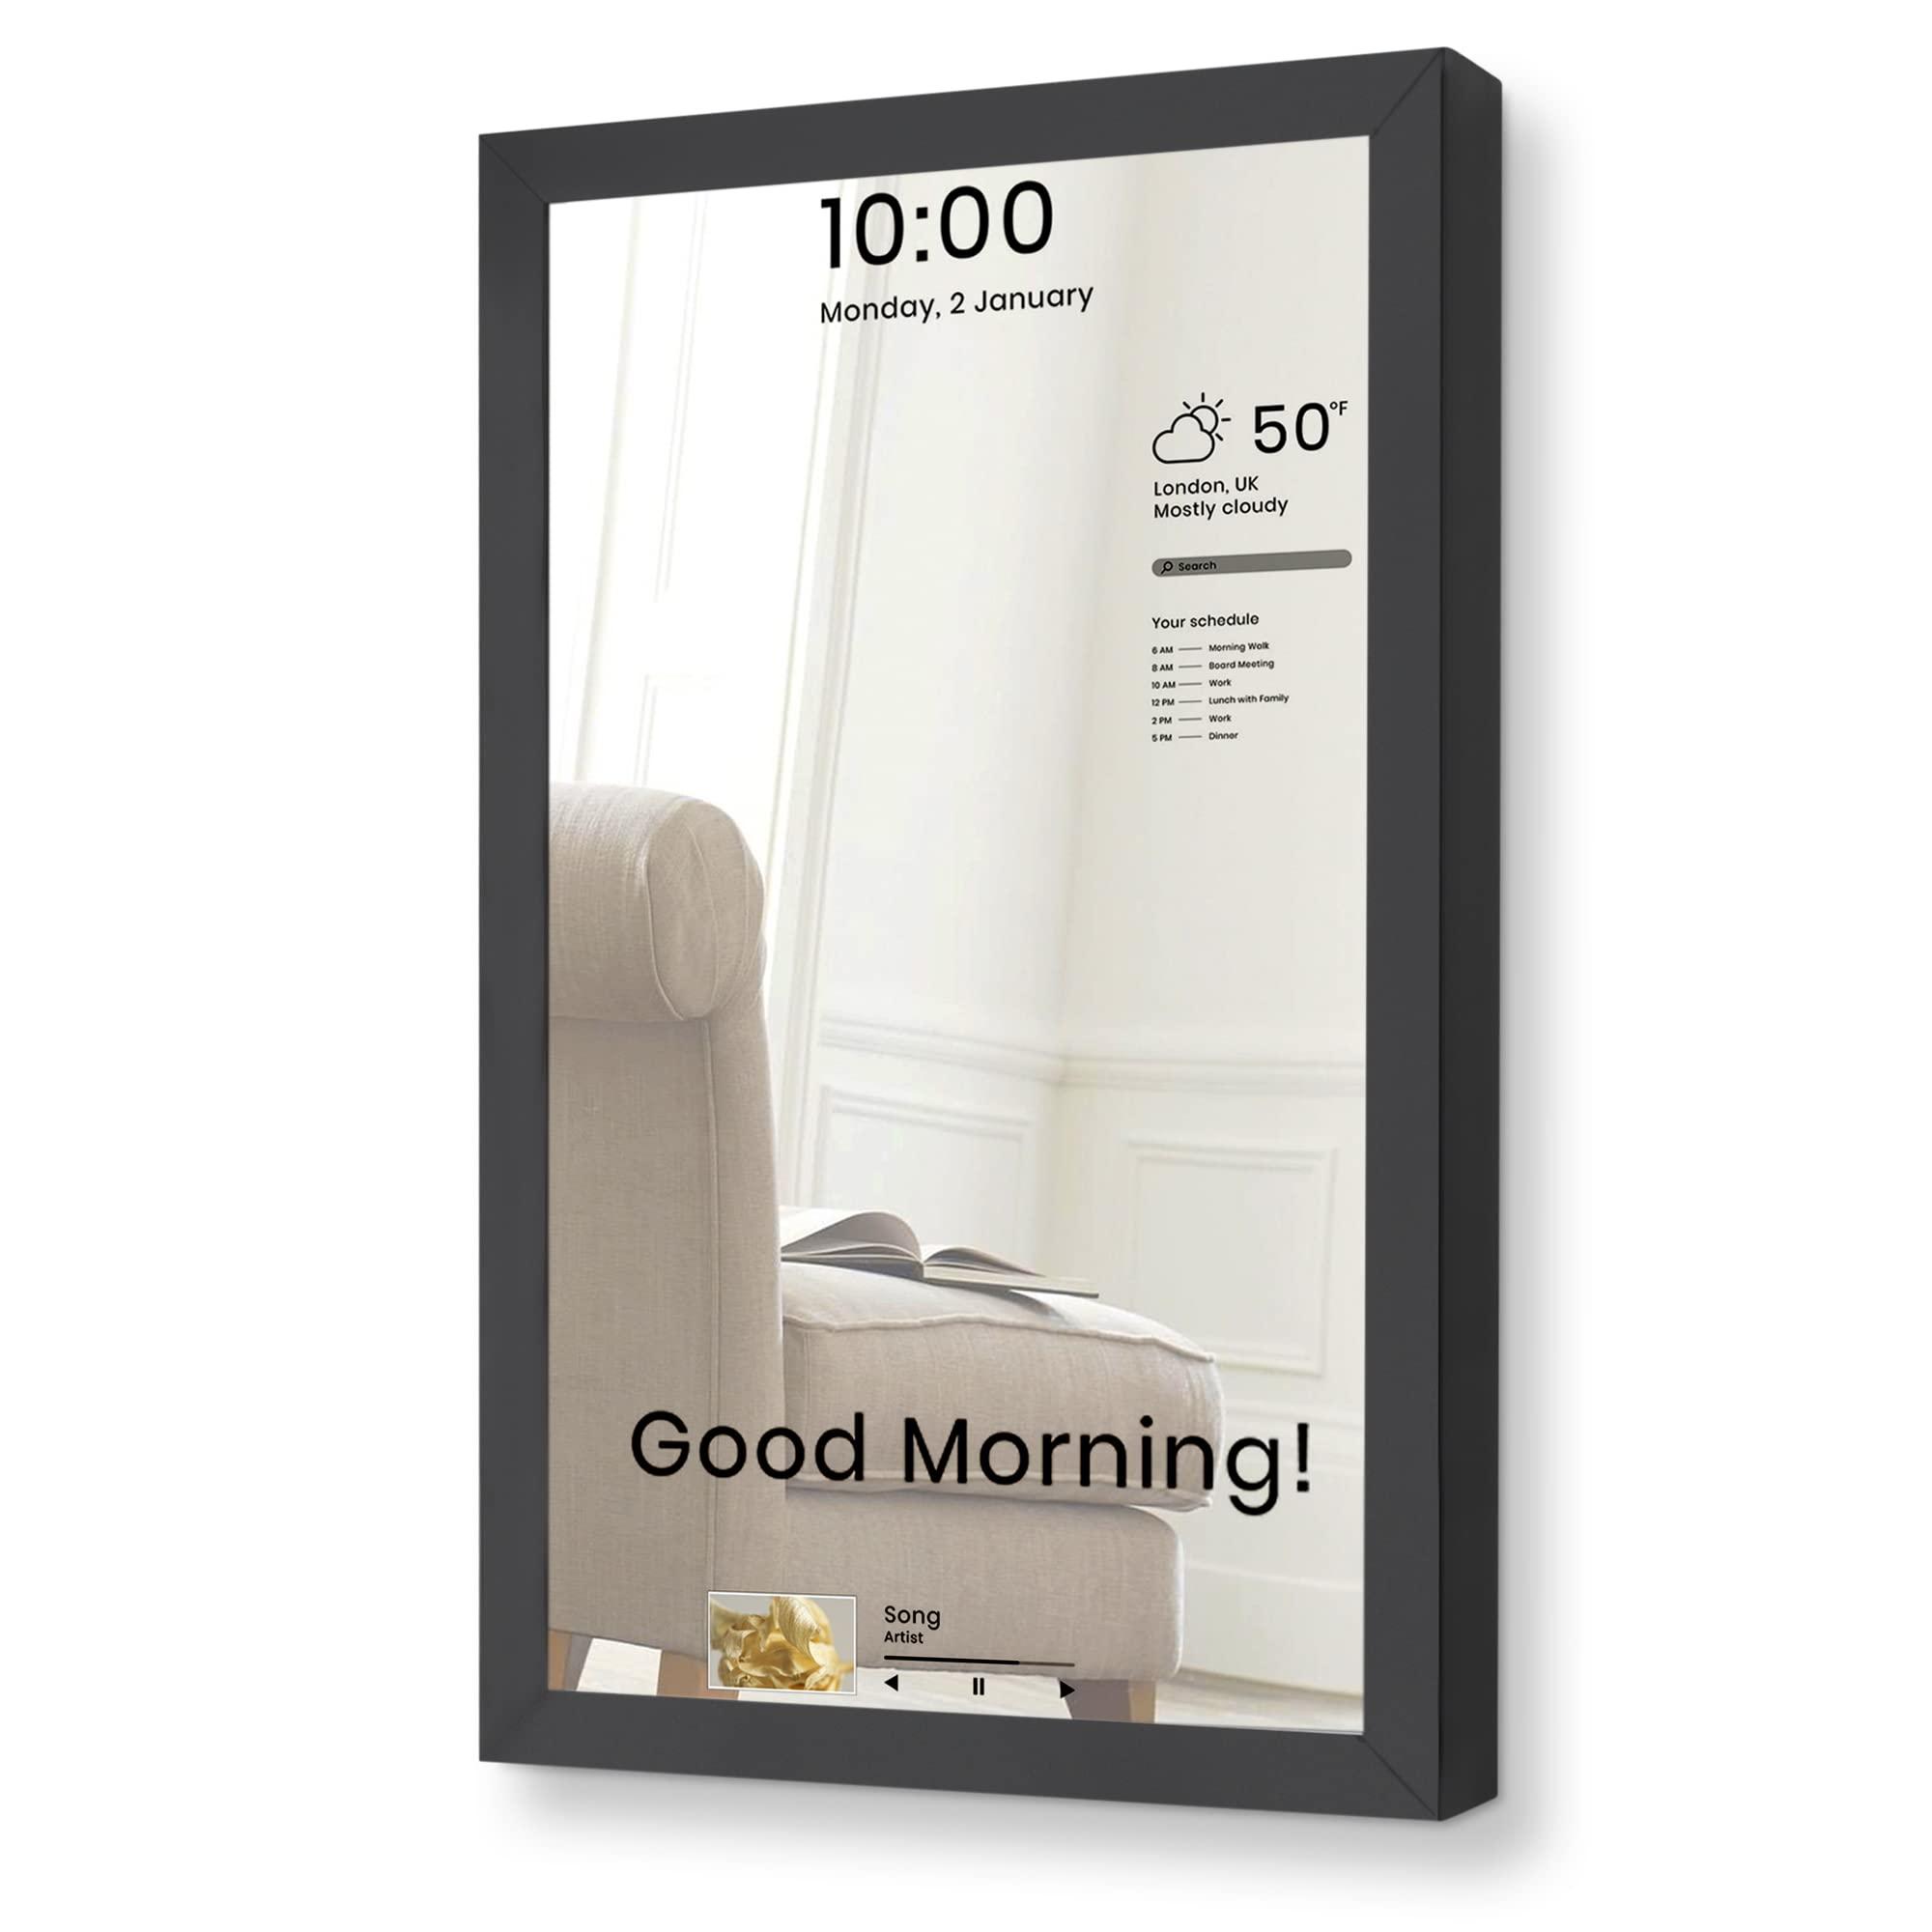 10:00
Monday, 2 January
50°F
London, UK
Mostly cloudy
Search
Your schedule
6 AM Morning Walk
8 AM Board Meeting
10 AM Work
12 PM Lunch with Family
2 PM Work
5 PM Dinner
Good Morning!
Song
Artist